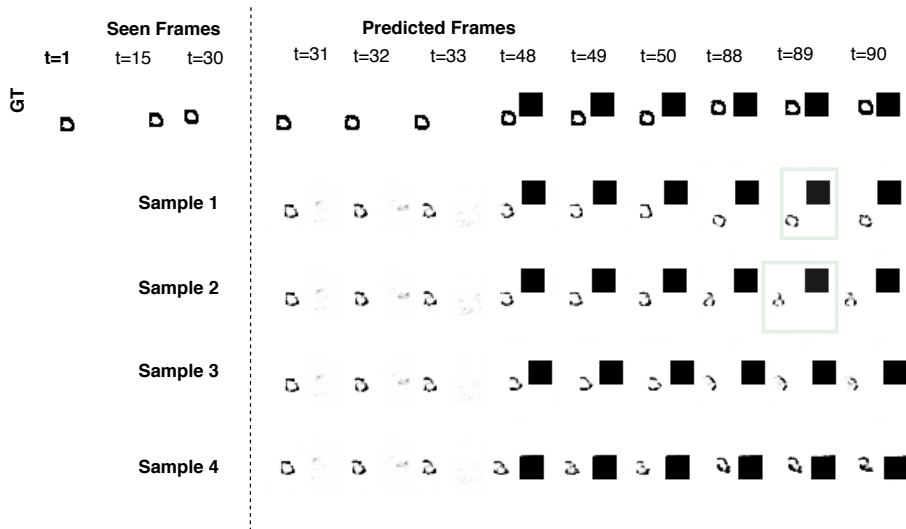 Seen Frames Predicted Frames
t=1 t=15 t=30 t=31 t=32 t=33 t=48 t=49 t=50 t=88 t=89 t=90
GT
Sample 1
Sample 2
Sample 3
Sample 4